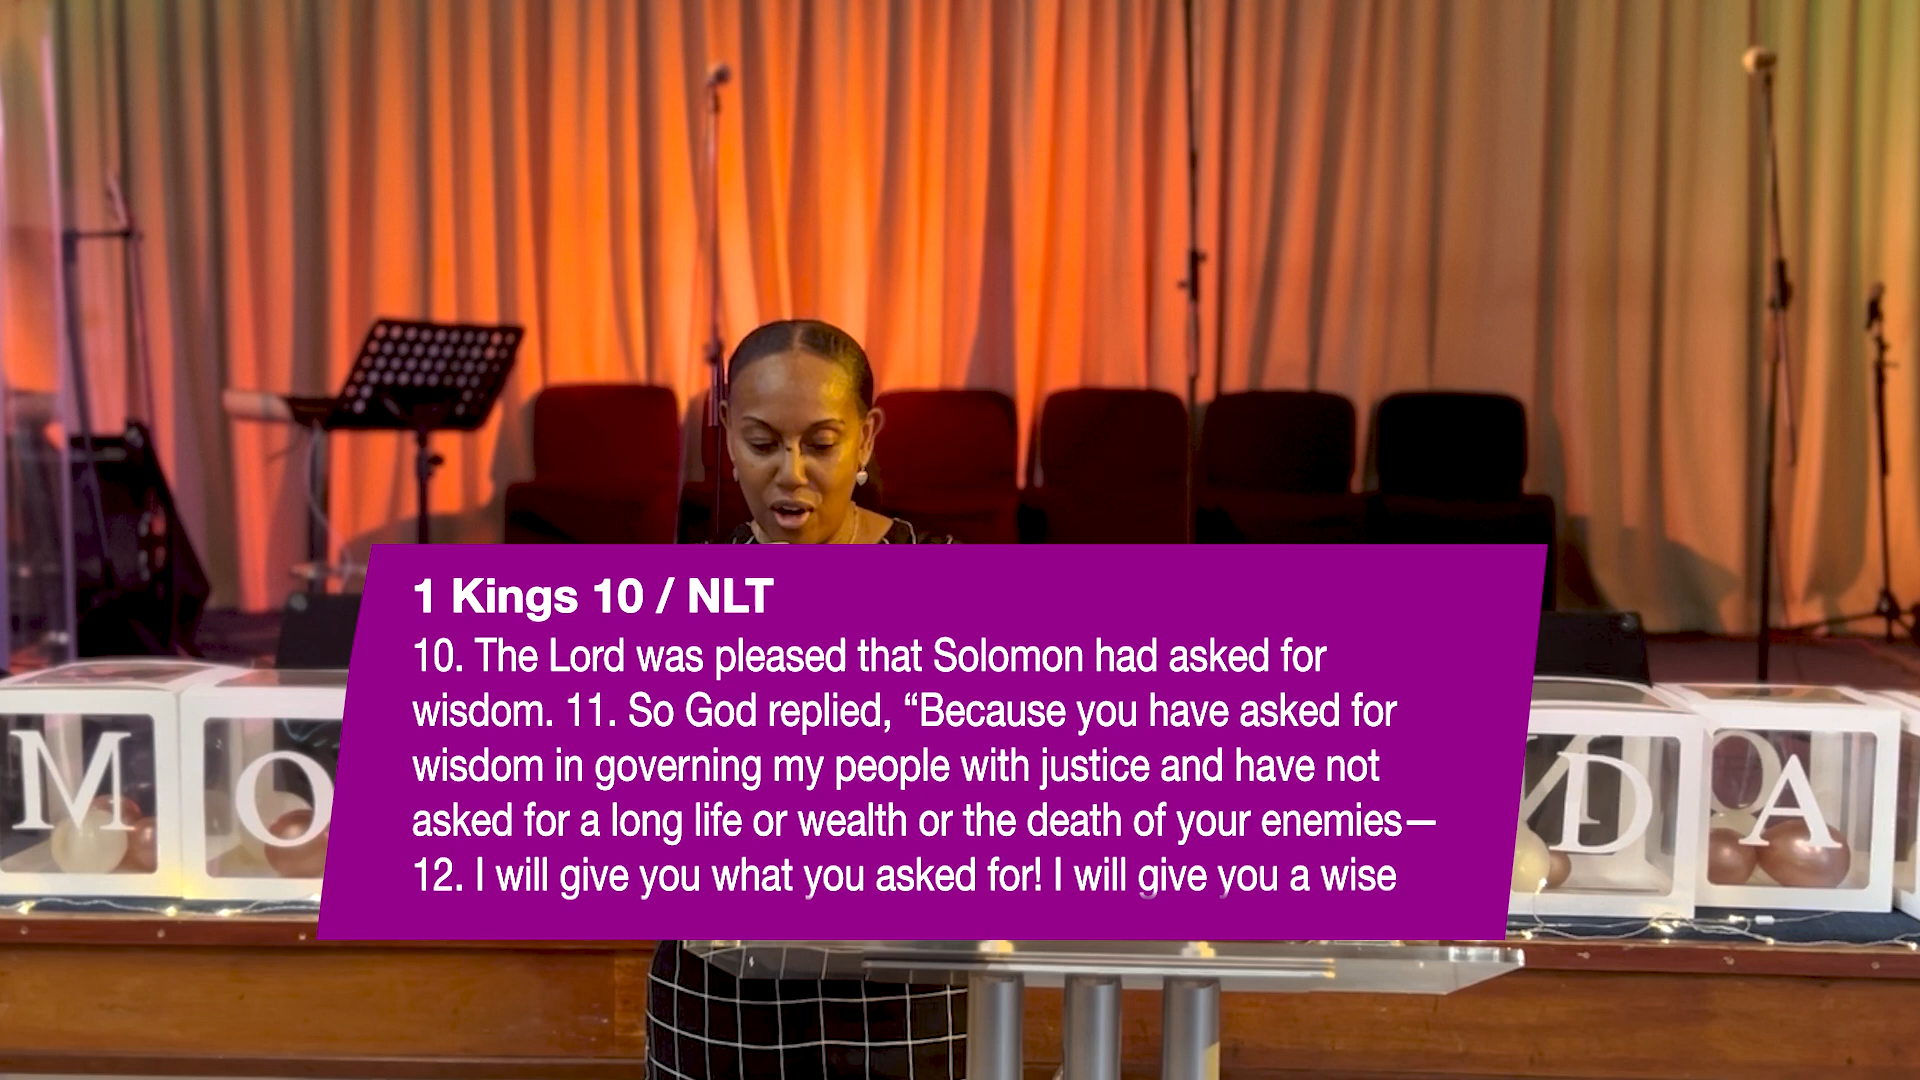 1 Kings 10 / NLT
10. The Lord was pleased that Solomon had asked for
wisdom. 11. So God replied, “Because you have asked for
wisdom in governing my people with justice and have not
asked for a long life or wealth or the death of your enemies—
12. I will give you what you asked for! I will give you a wise
M O D A